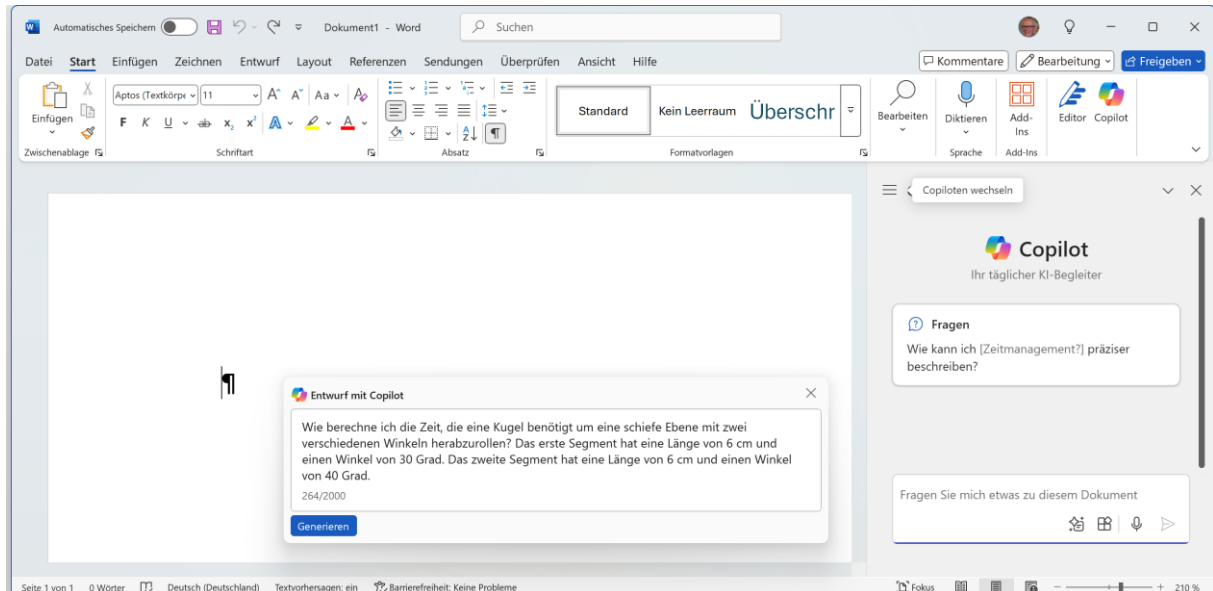 Automatisches Speichern
Dokument1 - Word
Suchen
Datei Start Einfügen Zeichnen Entwurf Layout Referenzen Sendungen Überprüfen Ansicht Hilfe
Kommentare
Bearbeitung
Freigeben
Einfügen
Aptos (Textkörpe
11
Aa
F K U ab x₂ x² A A
Standard
Kein Leerraum
Überschr
Bearbeiten
Diktieren
Add-
Ins
Editor
Copilot
Zwischenablage
Schriftart
Absatz
Formatvorlagen
Sprache
Add-Ins
Copiloten wechseln
Copilot
Ihr täglicher KI-Begleiter
Fragen
Wie kann ich [Zeitmanagement?] präziser
beschreiben?
¶
Entwurf mit Copilot
Wie berechne ich die Zeit, die eine Kugel benötigt um eine schiefe Ebene mit zwei
verschiedenen Winkeln herabzurollen? Das erste Segment hat eine Länge von 6 cm und
einen Winkel von 30 Grad. Das zweite Segment hat eine Länge von 6 cm und einen Winkel
von 40 Grad.
264/2000
Generieren
Fragen Sie mich etwas zu diesem Dokument
Seite 1 von 1 0 Wörter Deutsch (Deutschland) Textvorhersagen: ein Barrierefreiheit: Keine Probleme
Fokus
210 %